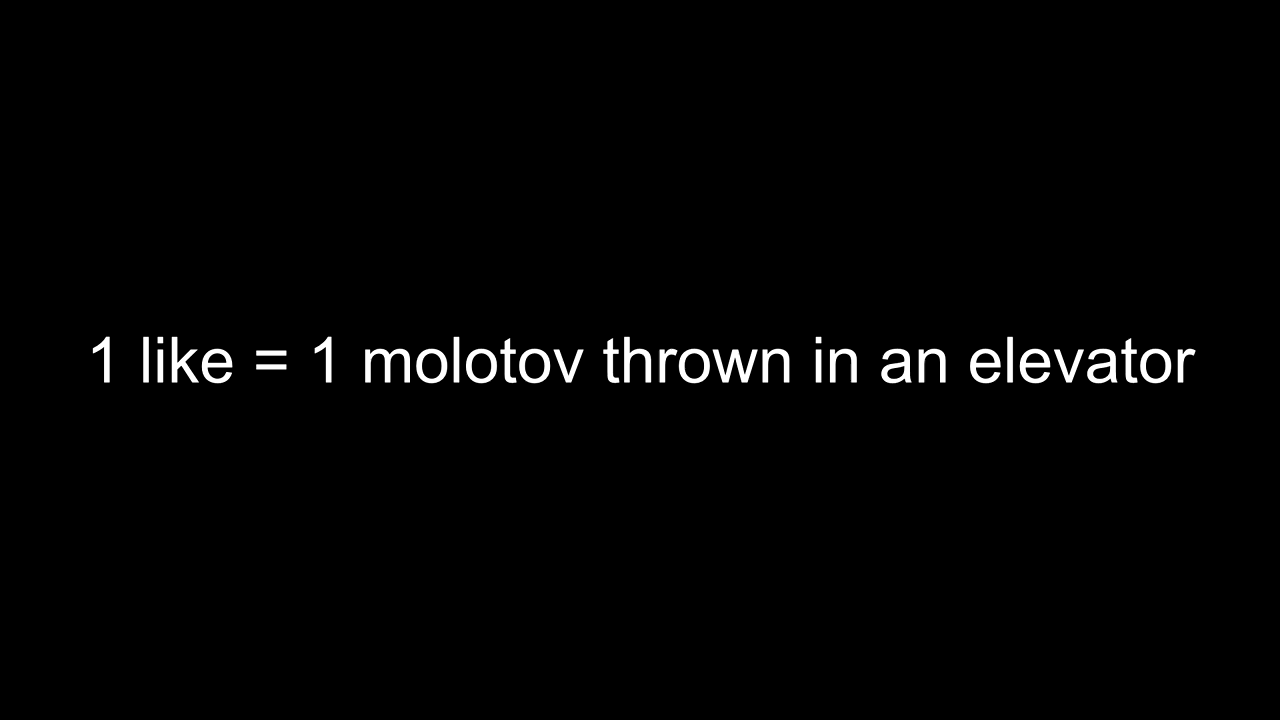 1 like = 1 molotov thrown in an elevator